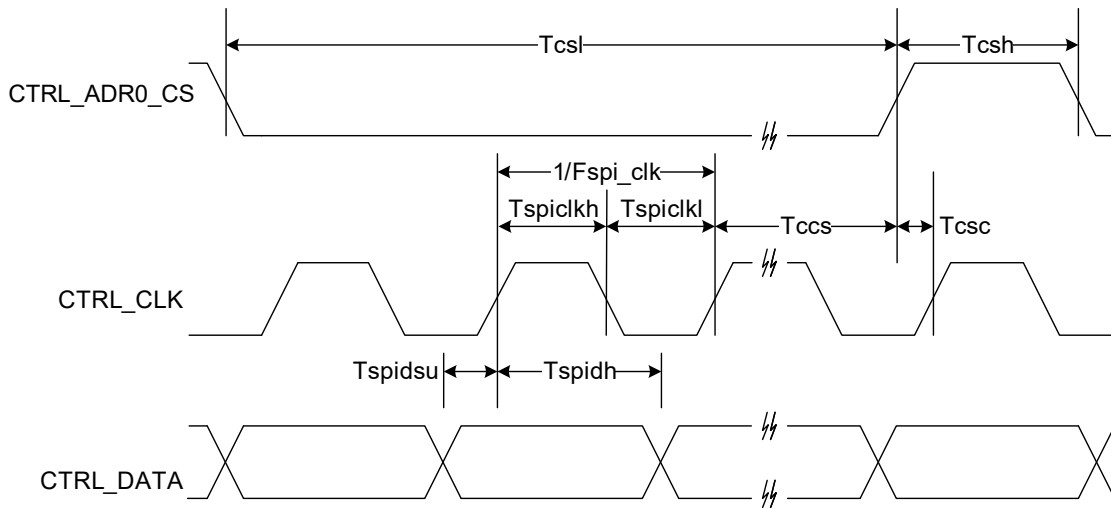 Tcsl
Tcsh
CTRL_ADR0_CS
1/Fspi_clk
Tspiclkh
Tspiclkl
Tccs
Tcsc
CTRL_CLK
Tspidsu
Tspidh
CTRL_DATA